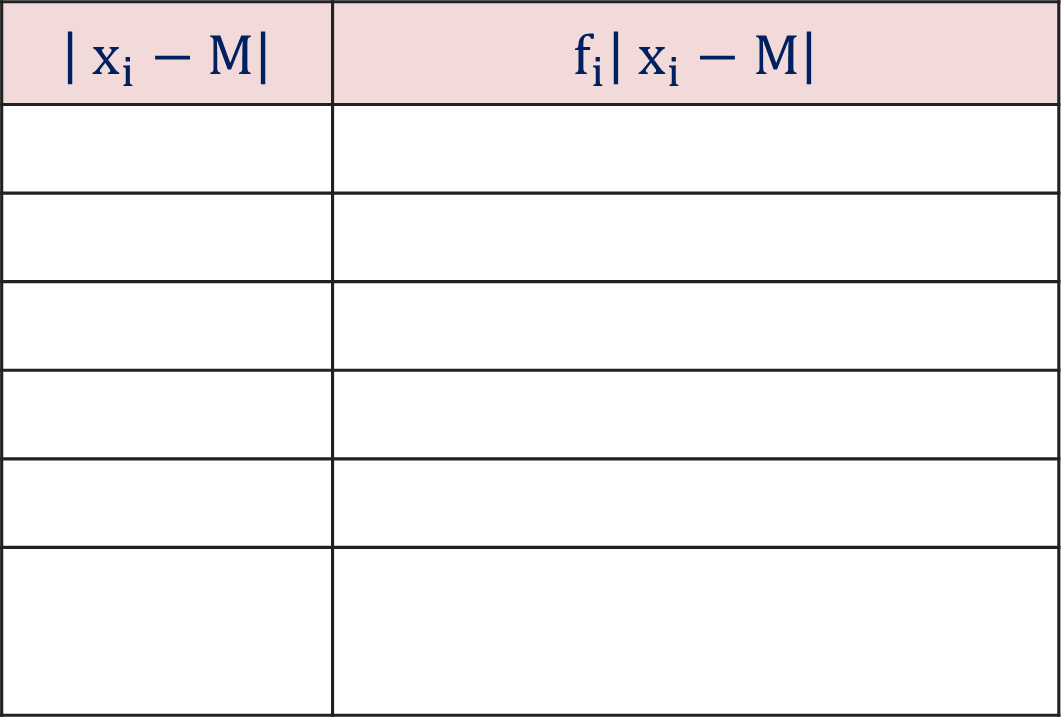 | xᵢ − M|
fᵢ| xᵢ − M|